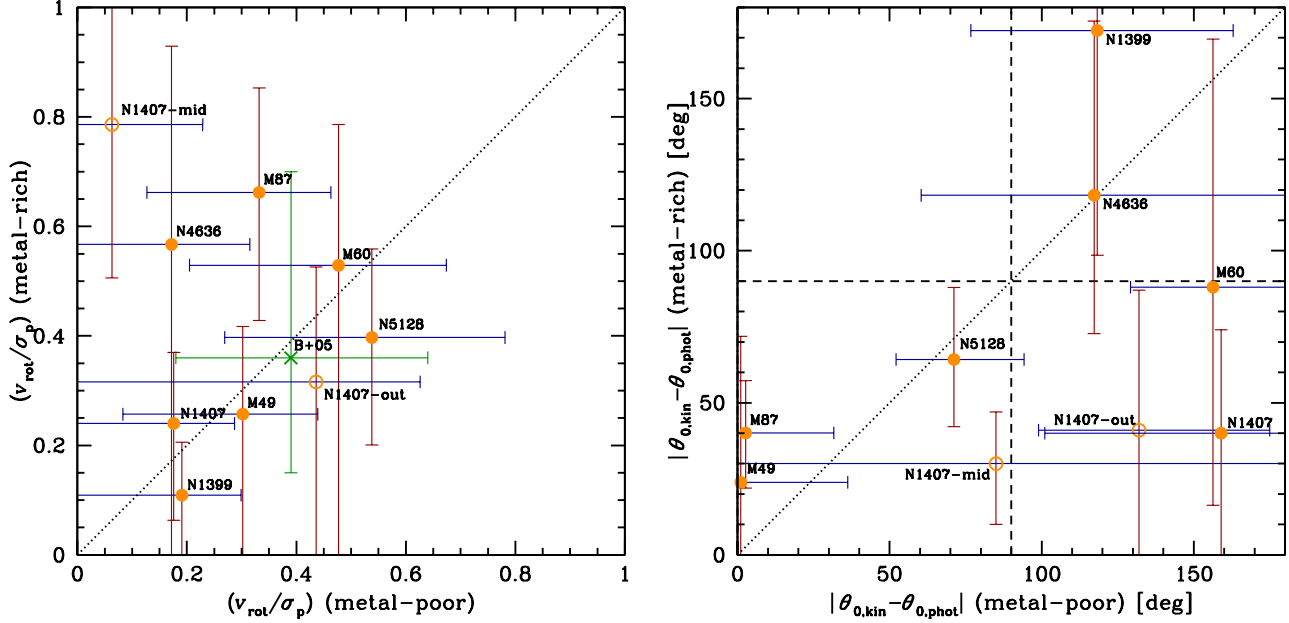 1
0.8
0.6
0.4
0.2
0
0
0.2
0.4
0.6
0.8
1
(v_rot/σ_p) (metal-rich)
(v_rot/σ_p) (metal-poor)
N1407-mid
M87
N4636
M60
N5128
B+05
N1407-out
M49
N1407
N1399
150
100
50
0
0
50
100
150
|θ_0,kin−θ_0,phot| (metal-rich) [deg]
|θ_0,kin−θ_0,phot| (metal-poor) [deg]
N1399
N4636
M60
N5128
M87
N1407-out
N1407
M49
N1407-mid